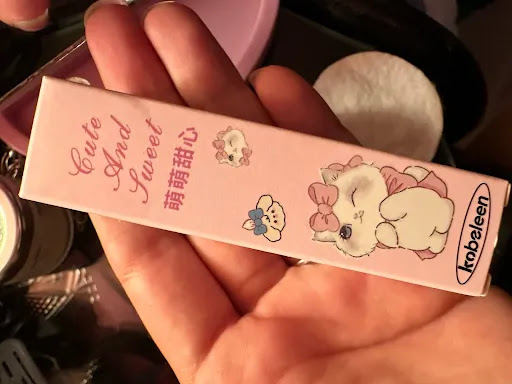 Cute
And
Sweet
萌萌甜心
kobeleen